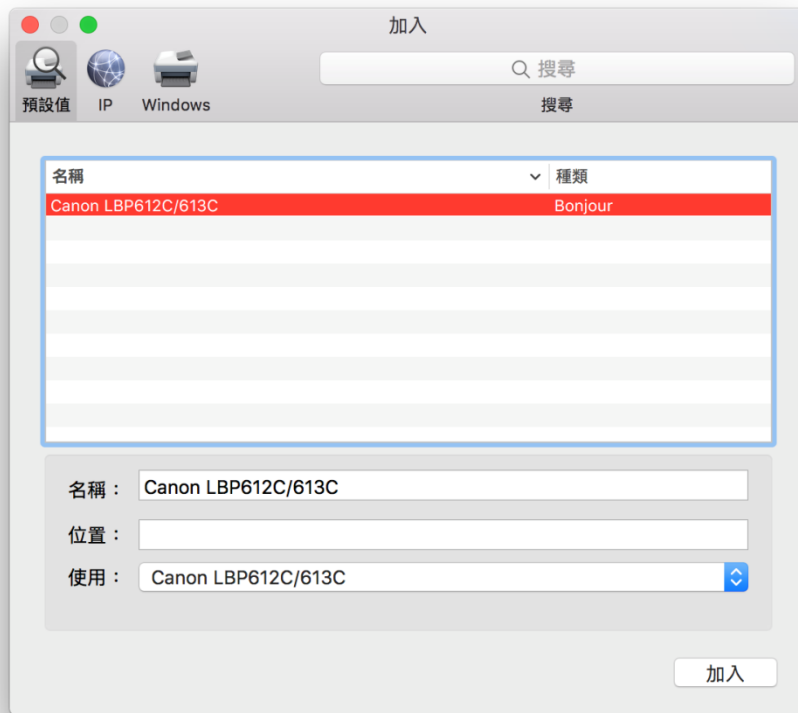 加入
搜尋
預設值 IP Windows 搜尋
名稱 種類
Canon LBP612C/613C Bonjour
名稱： Canon LBP612C/613C
位置：
使用： Canon LBP612C/613C
加入